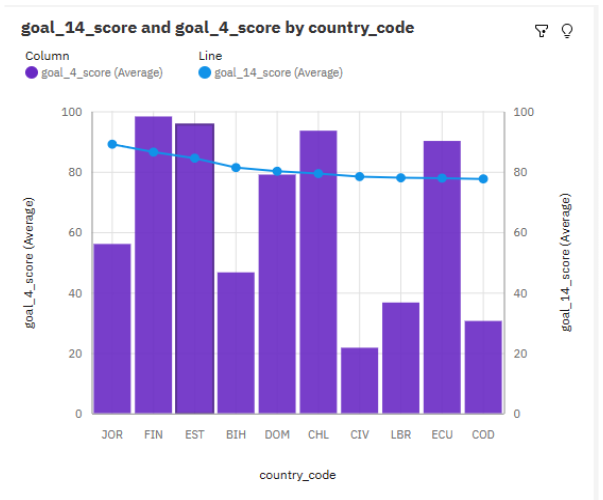 goal_14_score and goal_4_score by country_code
Column Line
goal_4_score (Average) goal_14_score (Average)
100 100
80 80
60 60
40 40
20 20
0 0
goal_4_score (Average)
goal_14_score (Average)
JOR FIN EST BIH DOM CHL CIV LBR ECU COD
country_code